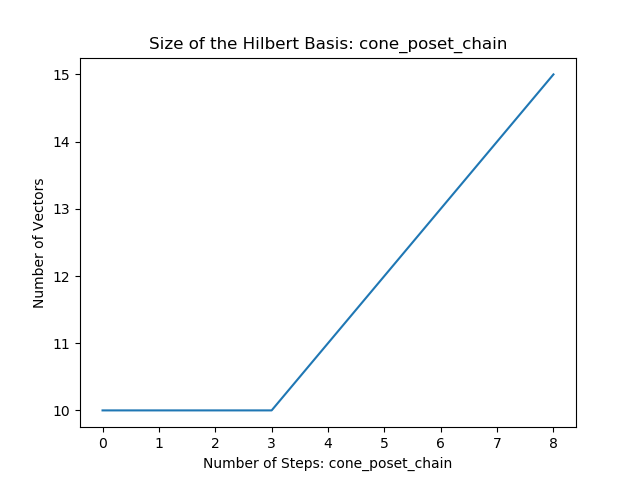 Size of the Hilbert Basis: cone_poset_chain
15
14
13
12
11
10
Number of Vectors
0 1 2 3 4 5 6 7 8
Number of Steps: cone_poset_chain